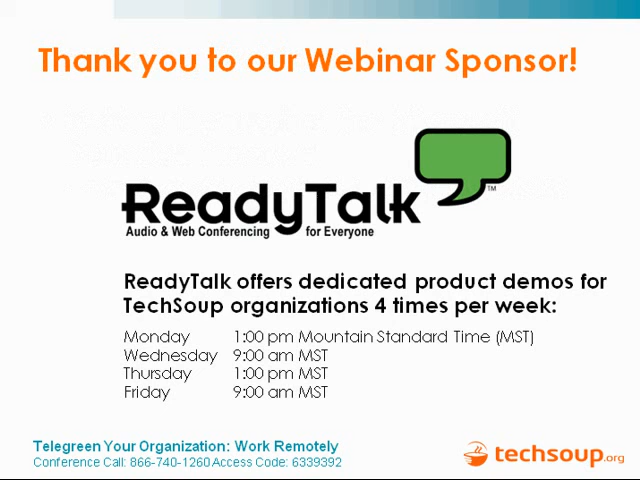 Thank you to our Webinar Sponsor!
ReadyTalk TM
Audio & Web Conferencing for Everyone
ReadyTalk offers dedicated product demos for
TechSoup organizations 4 times per week:
Monday 1:00 pm Mountain Standard Time (MST)
Wednesday 9:00 am MST
Thursday 1:00 pm MST
Friday 9:00 am MST
Telegreen Your Organization: Work Remotely
Conference Call: 866-740-1260 Access Code: 6339392
techsoup.org